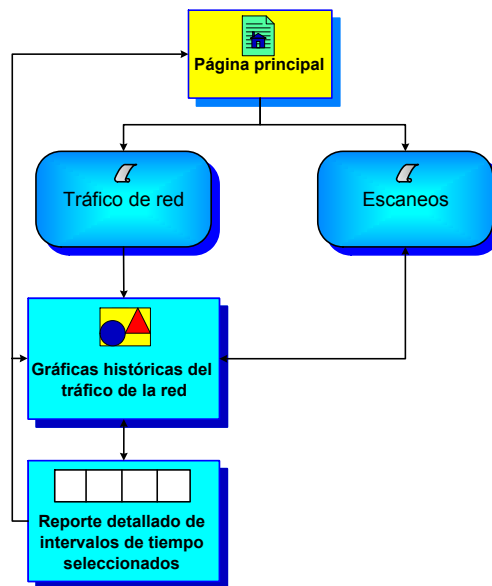 Página principal
Tráfico de red
Escaneos
Gráficas históricas del
tráfico de la red
Reporte detallado de
intervalos de tiempo
seleccionados